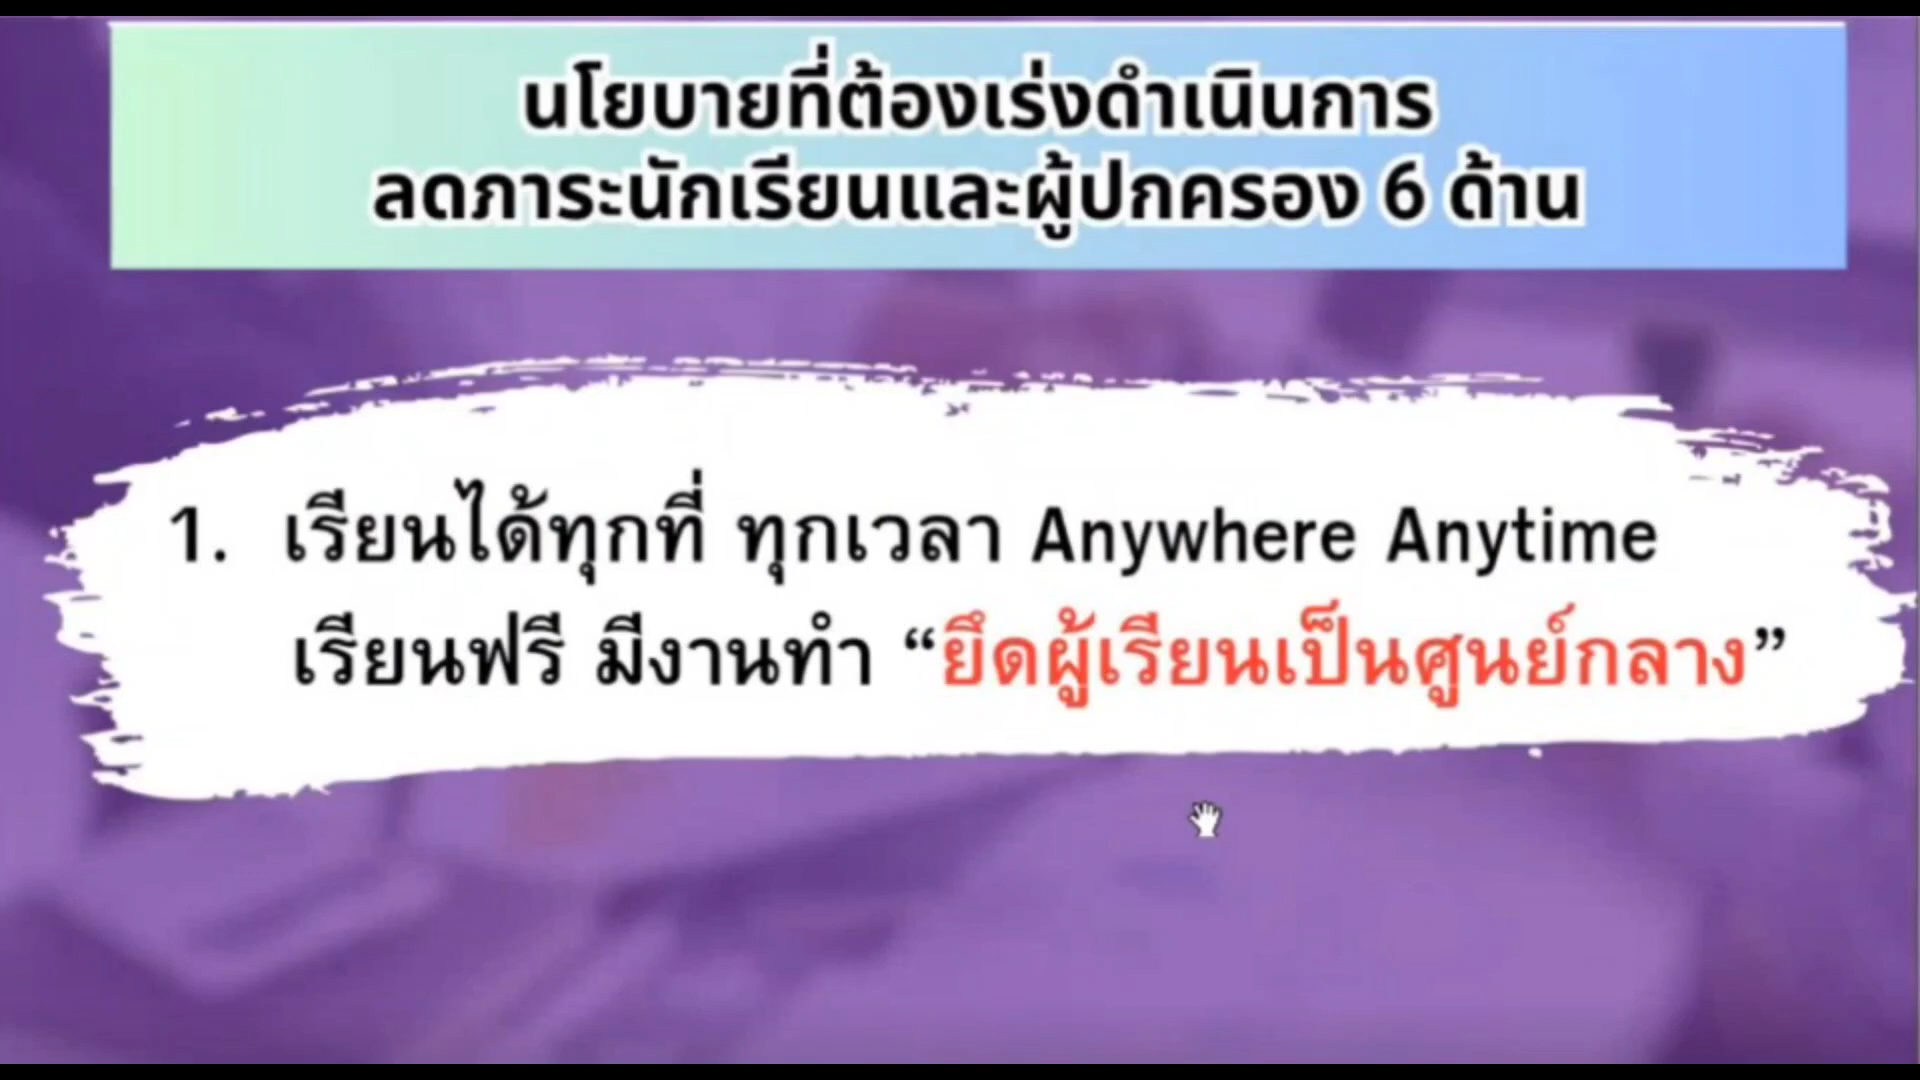 นโยบายที่ต้องเร่งดำเนินการ
ลดภาระนักเรียนและผู้ปกครอง 6 ด้าน
1. เรียนได้ทุกที่ ทุกเวลา Anywhere Anytime
เรียนฟรี มีงานทำ “ยึดผู้เรียนเป็นศูนย์กลาง”